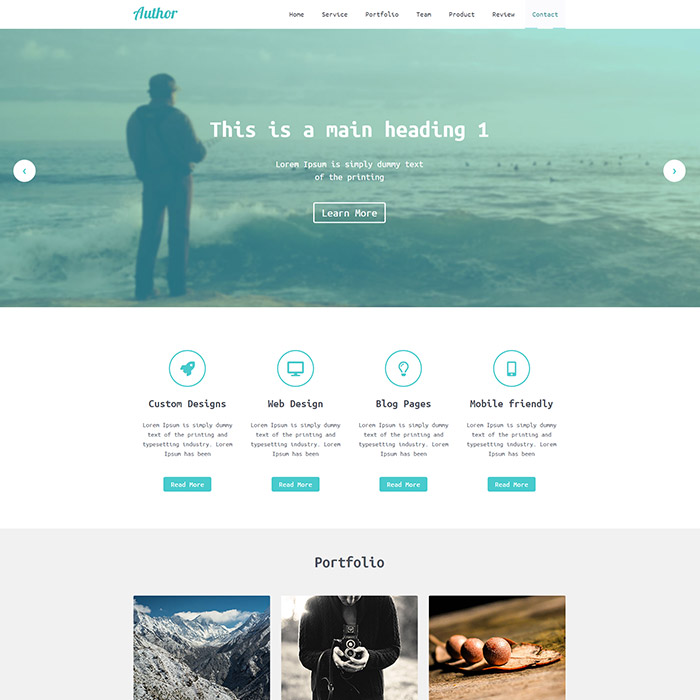 Author
Home Service Portfolio Team Product Review Contact
This is a main heading 1
Lorem Ipsum is simply dummy text
of the printing
Learn More
Custom Designs Web Design Blog Pages Mobile friendly
Lorem Ipsum is simply dummy
text of the printing and
typesetting industry. Lorem
Ipsum has been
Lorem Ipsum is simply dummy
text of the printing and
typesetting industry. Lorem
Ipsum has been
Lorem Ipsum is simply dummy
text of the printing and
typesetting industry. Lorem
Ipsum has been
Lorem Ipsum is simply dummy
text of the printing and
typesetting industry. Lorem
Ipsum has been
Read More Read More Read More Read More
Portfolio